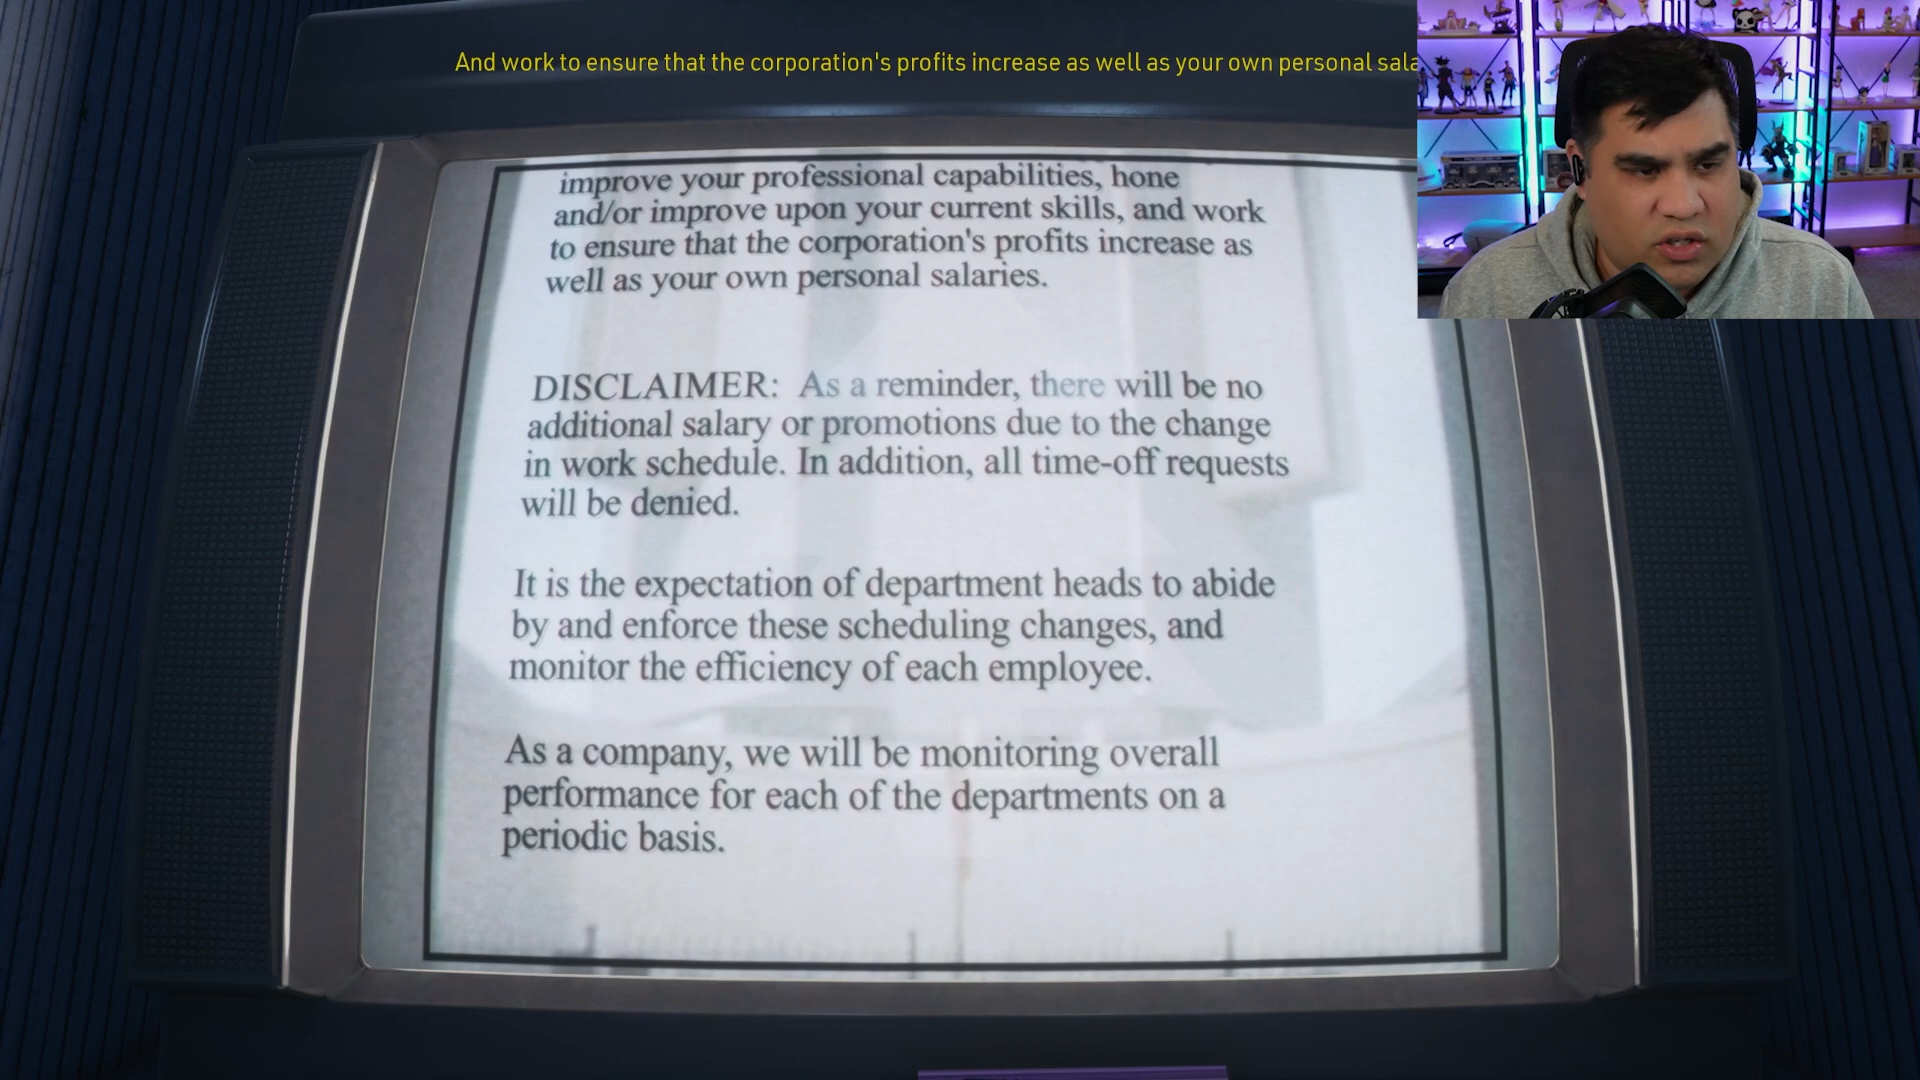 And work to ensure that the corporation's profits increase as well as your own personal
improve your professional capabilities, hone
and/or improve upon your current skills, and work
to ensure that the corporation's profits increase as
well as your own personal salaries.
DISCLAIMER: As a reminder, there will be no
additional salary or promotions due to the change
in work schedule. In addition, all time-off requests
will be denied.
It is the expectation of department heads to abide
by and enforce these scheduling changes, and
monitor the efficiency of each employee.
As a company, we will be monitoring overall
performance for each of the departments on a
periodic basis.